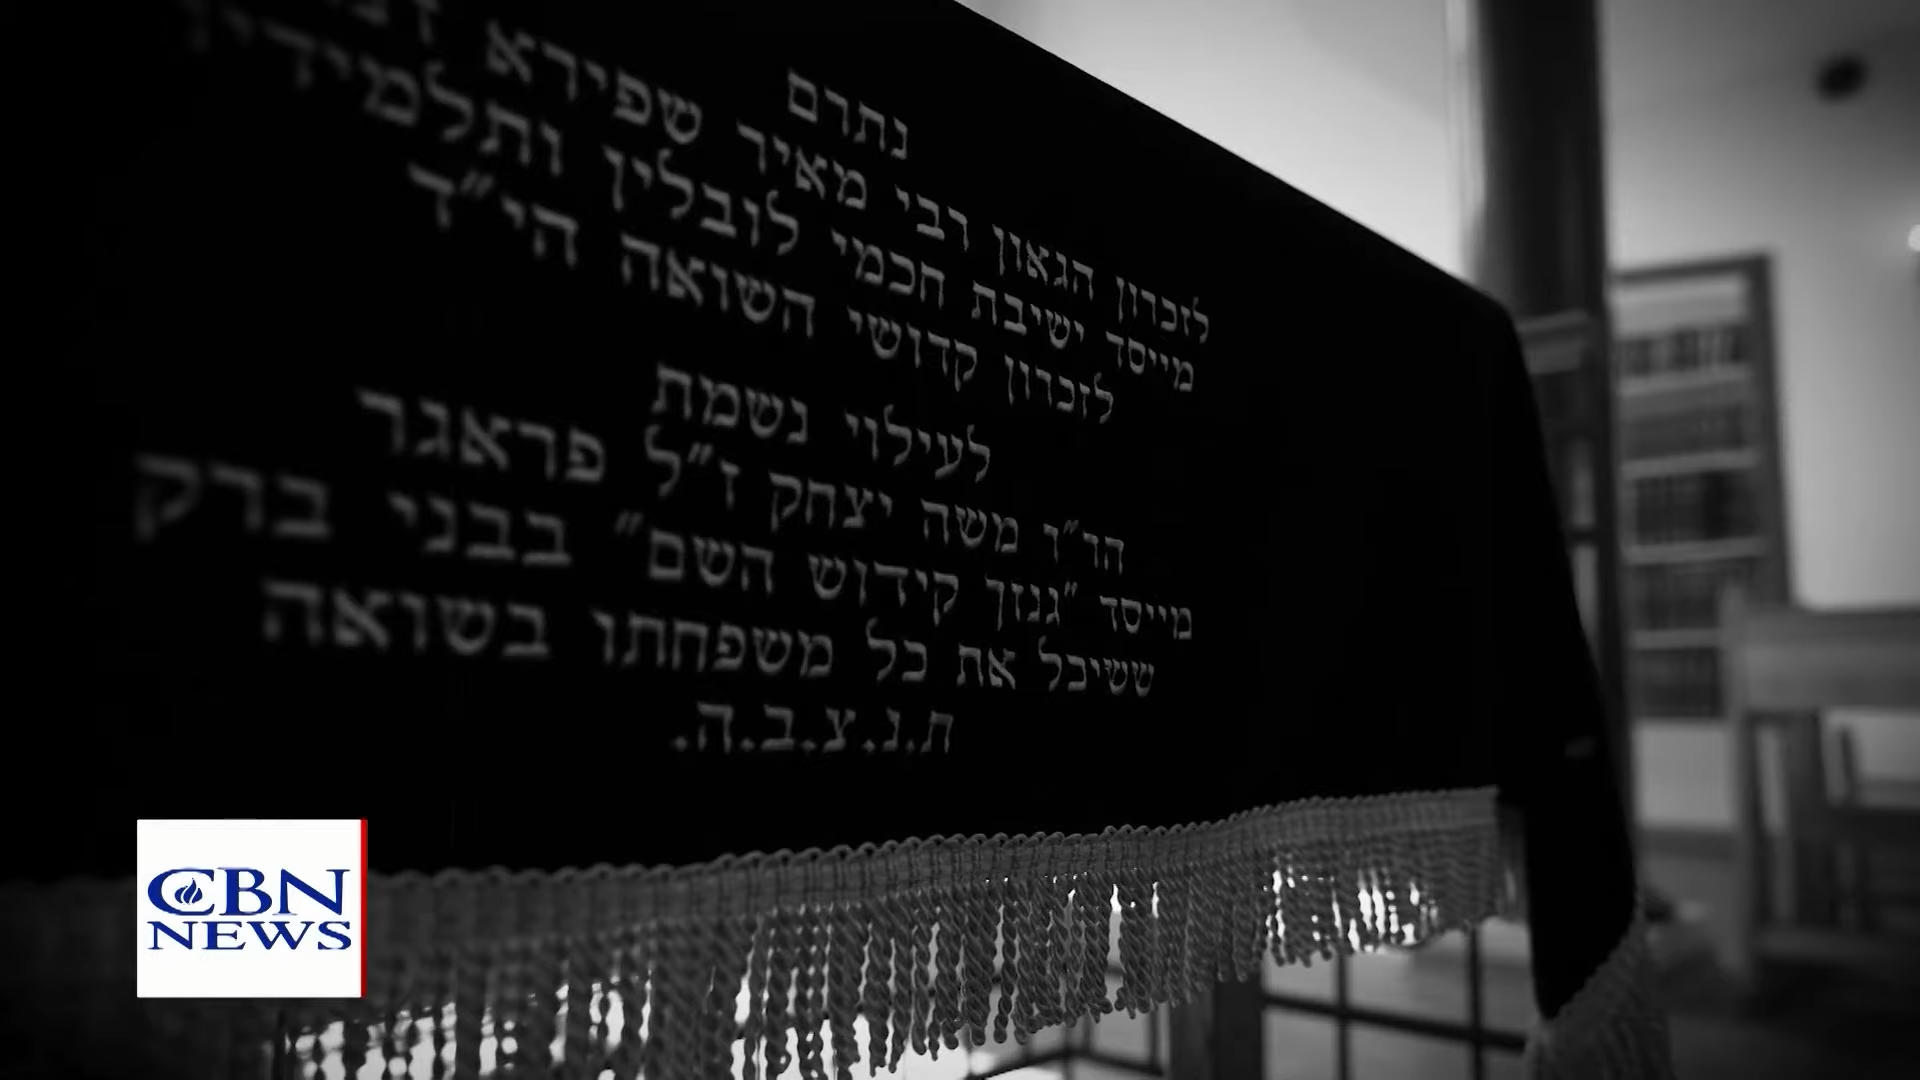 נתרם
לזכרון הגאון רבי מאיר שפירא
מייסד ישיבת חכמי לובלין ותלמידיו
לזכרון קדושי השואה הי״ד
לעילוי נשמת
הר״ר משה יצחק ז״ל פראגר
מייסד ״גנזך קידוש השם״ בבני ברק
ששיכל את כל משפחתו בשואה
ת.נ.צ.ב.ה.
CBN
NEWS